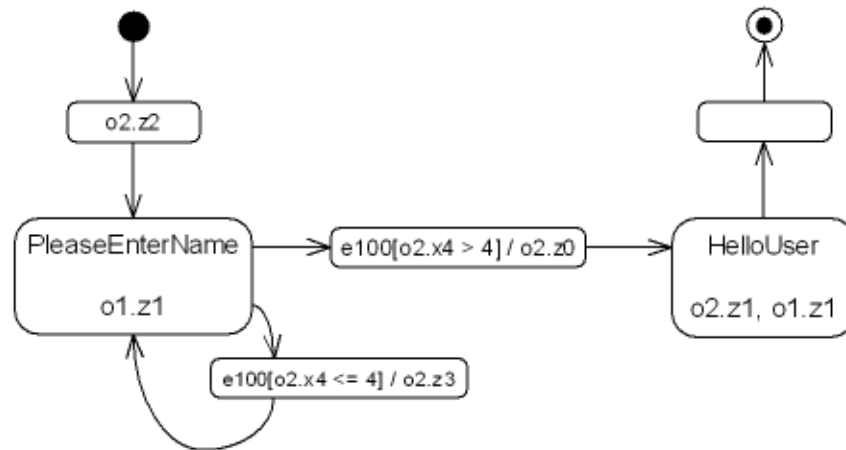 o2.z2
PleaseEnterName
o1.z1
e100[o2.x4 > 4] / o2.z0
HelloUser
o2.z1, o1.z1
e100[o2.x4 <= 4] / o2.z3